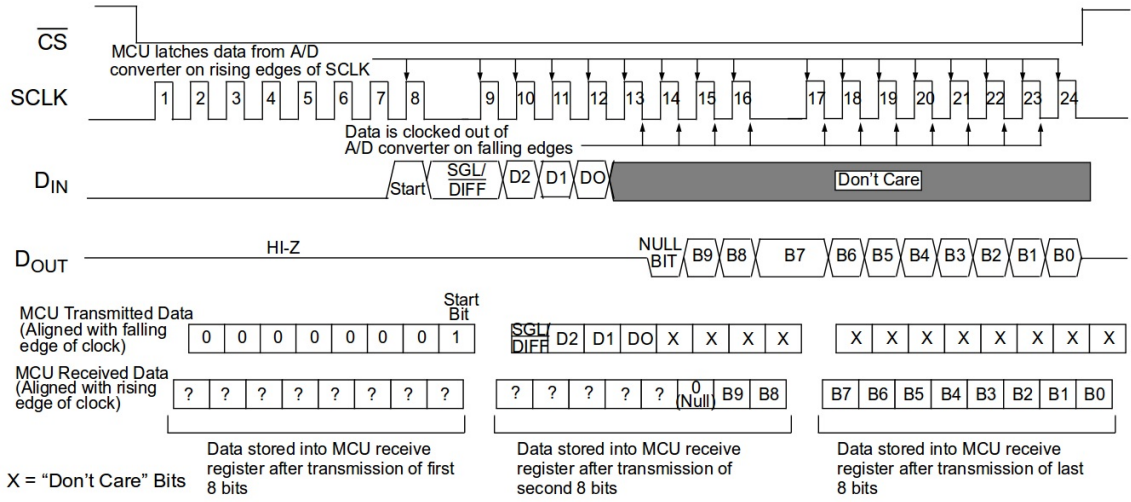 CS
MCU latches data from A/D
converter on rising edges of SCLK
SCLK
1 2 3 4 5 6 7 8 9 10 11 12 13 14 15 16 17 18 19 20 21 22 23 24
Data is clocked out of
A/D converter on falling edges
DIN
Start SGL/DIFF D2 D1 DO Don't Care
HI-Z
DOUT
NULL BIT B9 B8 B7 B6 B5 B4 B3 B2 B1 B0
MCU Transmitted Data
(Aligned with falling
edge of clock)
Start
Bit
0 0 0 0 0 0 0 1 SGL/DIFF D2 D1 DO X X X X X X X X X X X X
MCU Received Data
(Aligned with rising
edge of clock)
? ? ? ? ? ? ? ? ? ? ? ? ? 0 (Null) B9 B8 B7 B6 B5 B4 B3 B2 B1 B0
Data stored into MCU receive
register after transmission of first
8 bits
Data stored into MCU receive
register after transmission of
second 8 bits
Data stored into MCU receive
register after transmission of last
8 bits
X = “Don't Care” Bits